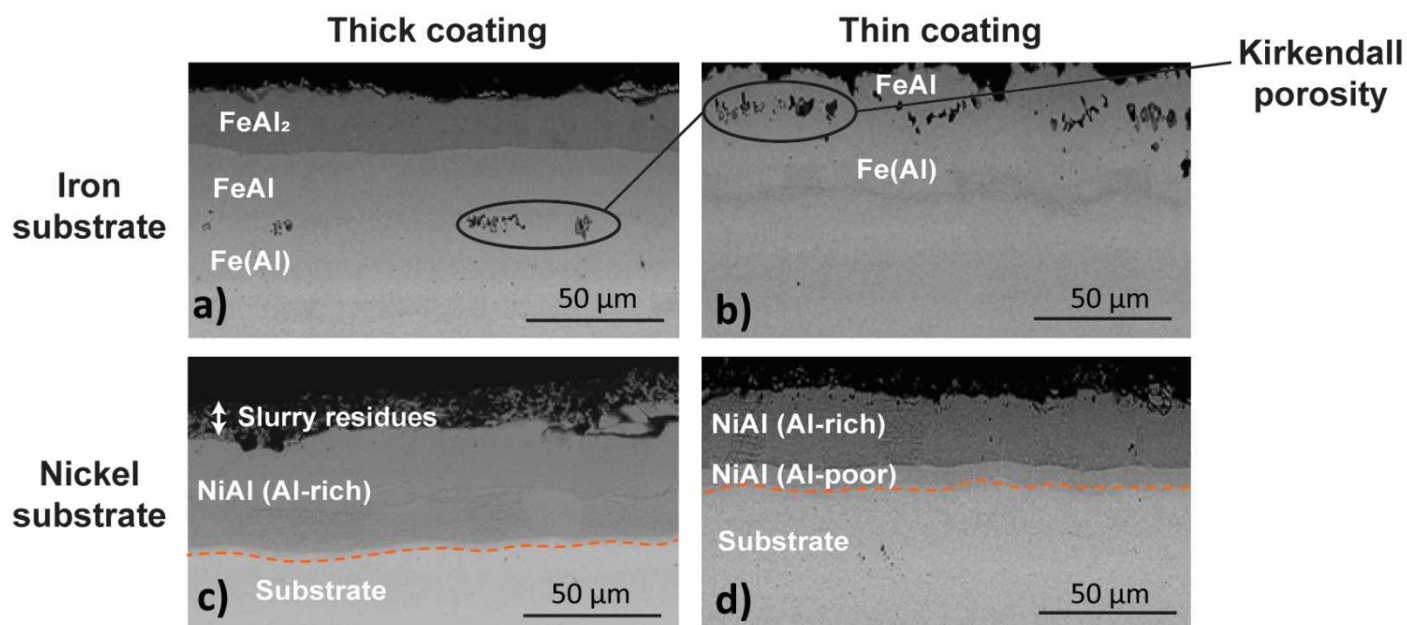 Thick coating
Thin coating
Kirkendall
porosity
Iron
substrate
FeAl₂
FeAl
Fe(Al)
a)
50 µm
FeAl
Fe(Al)
b)
50 µm
Nickel
substrate
Slurry residues
NiAl (Al-rich)
Substrate
c)
50 µm
NiAl (Al-rich)
NiAl (Al-poor)
Substrate
d)
50 µm